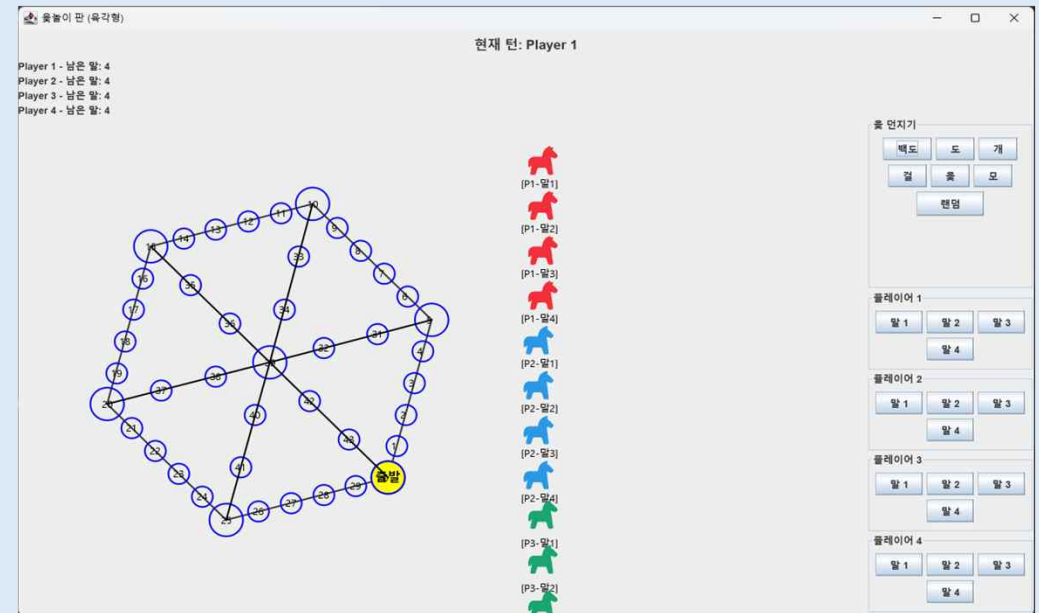 윷놀이 판 (육각형)
현재 턴: Player 1
Player 1 - 남은 말: 4
Player 2 - 남은 말: 4
Player 3 - 남은 말: 4
Player 4 - 남은 말: 4
윷 던지기
백도 도 개
걸 윷 모
랜덤
[P1-말1]
[P1-말2]
[P1-말3]
[P1-말4]
[P2-말1]
[P2-말2]
[P2-말3]
[P2-말4]
[P3-말1]
[P3-말2]
10
11
12
13
14
9
8
7
6
33
34
16
17
18
19
35
36
32
31
4
3
2
1
37
38
20
21
22
23
24
40
41
42
43
출발
25
26
27
28
29
플레이어 1
말 1 말 2 말 3
말 4
플레이어 2
말 1 말 2 말 3
말 4
플레이어 3
말 1 말 2 말 3
말 4
플레이어 4
말 1 말 2 말 3
말 4